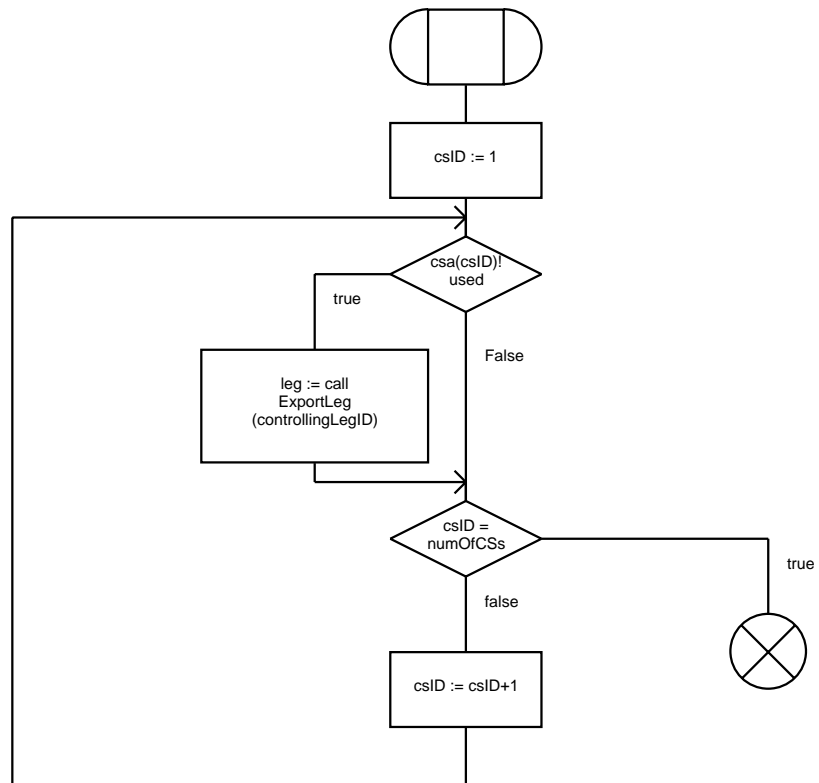 csID := 1
csa(csID)!
used
true
False
leg := call
ExportLeg
(controllingLegID)
csID =
numOfCSs
true
false
csID := csID+1